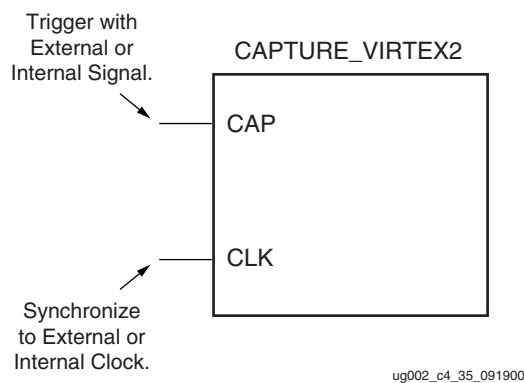 Trigger with
External or
Internal Signal.
CAPTURE_VIRTEX2
CAP
CLK
Synchronize
to External or
Internal Clock.
ug002_c4_35_091900